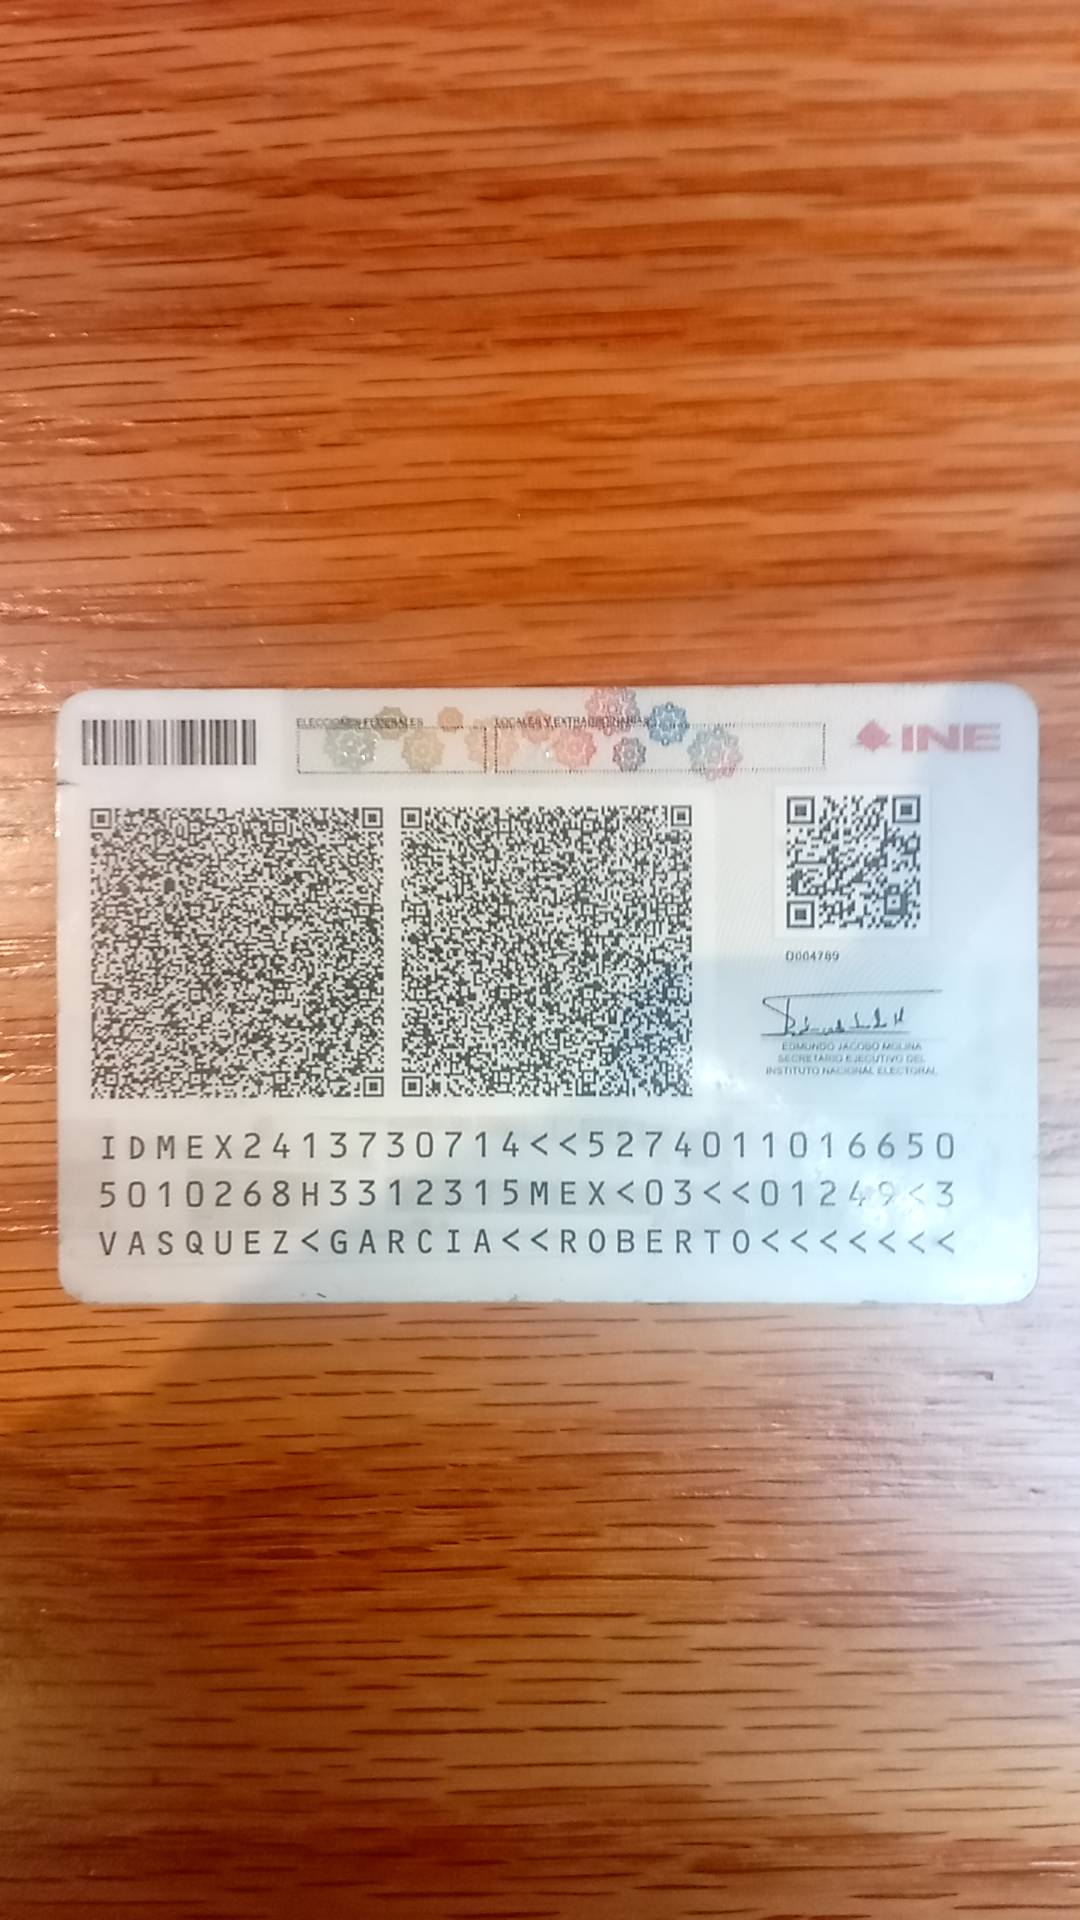 ELECCIONES FEDERALES
LOCALES Y EXTRAORDINARIAS
INE
D004789
EDMUNDO JACOBO MOLINA
SECRETARIO EJECUTIVO DEL
INSTITUTO NACIONAL ELECTORAL
IDMEX2413730714<<5274011016650
5010268H3312315MEX<03<<01249<3
VASQUEZ<GARCIA<<ROBERTO<<<<<<<